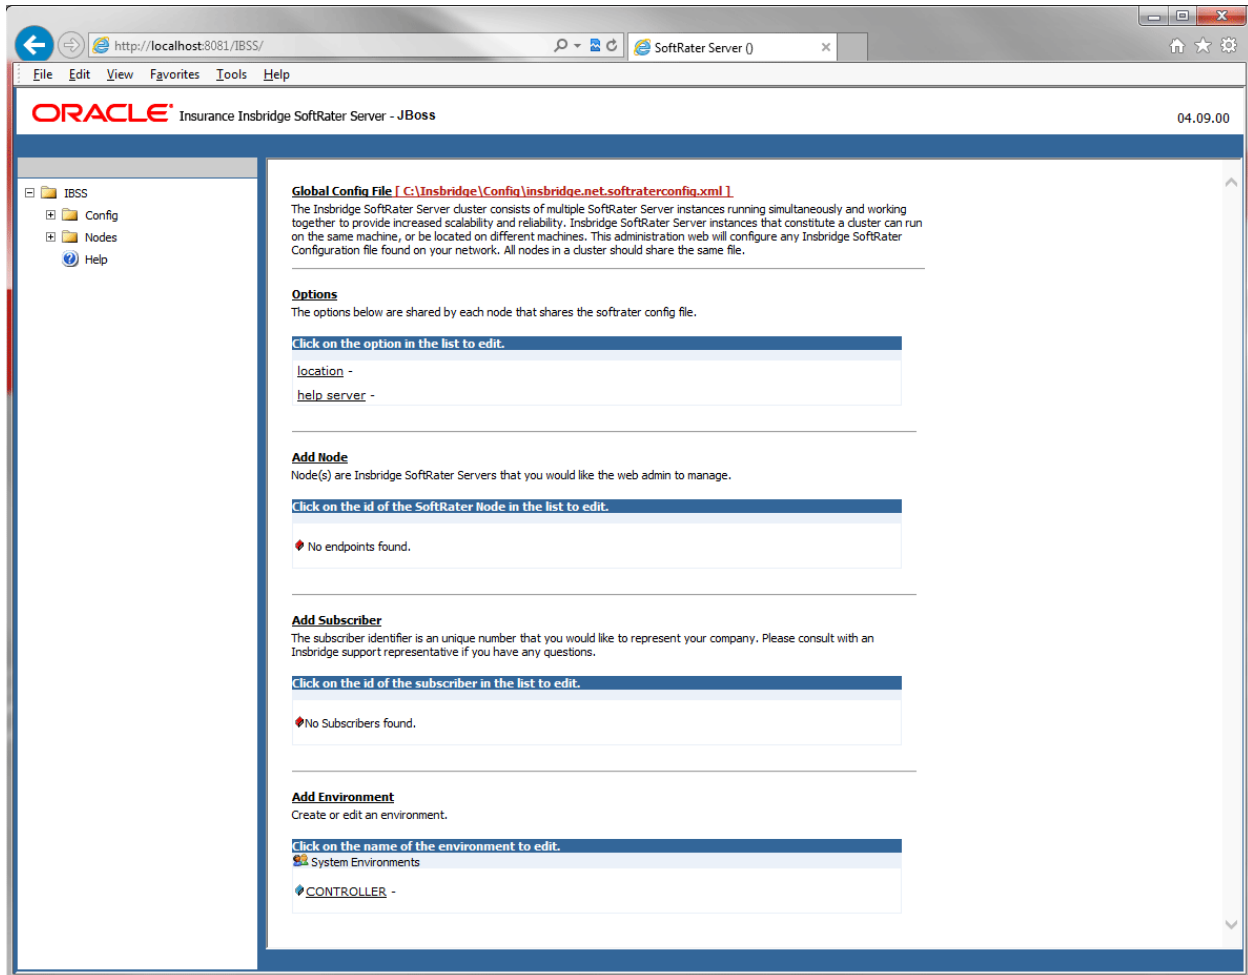 http://localhost:8081/IBSS/
SoftRater Server ()
File Edit View Favorites Tools Help
ORACLE Insurance Insbridge SoftRater Server - JBoss
04.09.00
IBSS
Config
Nodes
Help
Global Config File [ C:\Insbridge\Config\insbridge.net.softraterconfig.xml ]
The Insbridge SoftRater Server cluster consists of multiple SoftRater Server instances running simultaneously and working
together to provide increased scalability and reliability. Insbridge SoftRater Server instances that constitute a cluster can run
on the same machine, or be located on different machines. This administration web will configure any Insbridge SoftRater
Configuration file found on your network. All nodes in a cluster should share the same file.
Options
The options below are shared by each node that shares the softrater config file.
Click on the option in the list to edit.
location -
help server -
Add Node
Node(s) are Insbridge SoftRater Servers that you would like the web admin to manage.
Click on the id of the SoftRater Node in the list to edit.
No endpoints found.
Add Subscriber
The subscriber identifier is an unique number that you would like to represent your company. Please consult with an
Insbridge support representative if you have any questions.
Click on the id of the subscriber in the list to edit.
No Subscribers found.
Add Environment
Create or edit an environment.
Click on the name of the environment to edit.
System Environments
CONTROLLER -